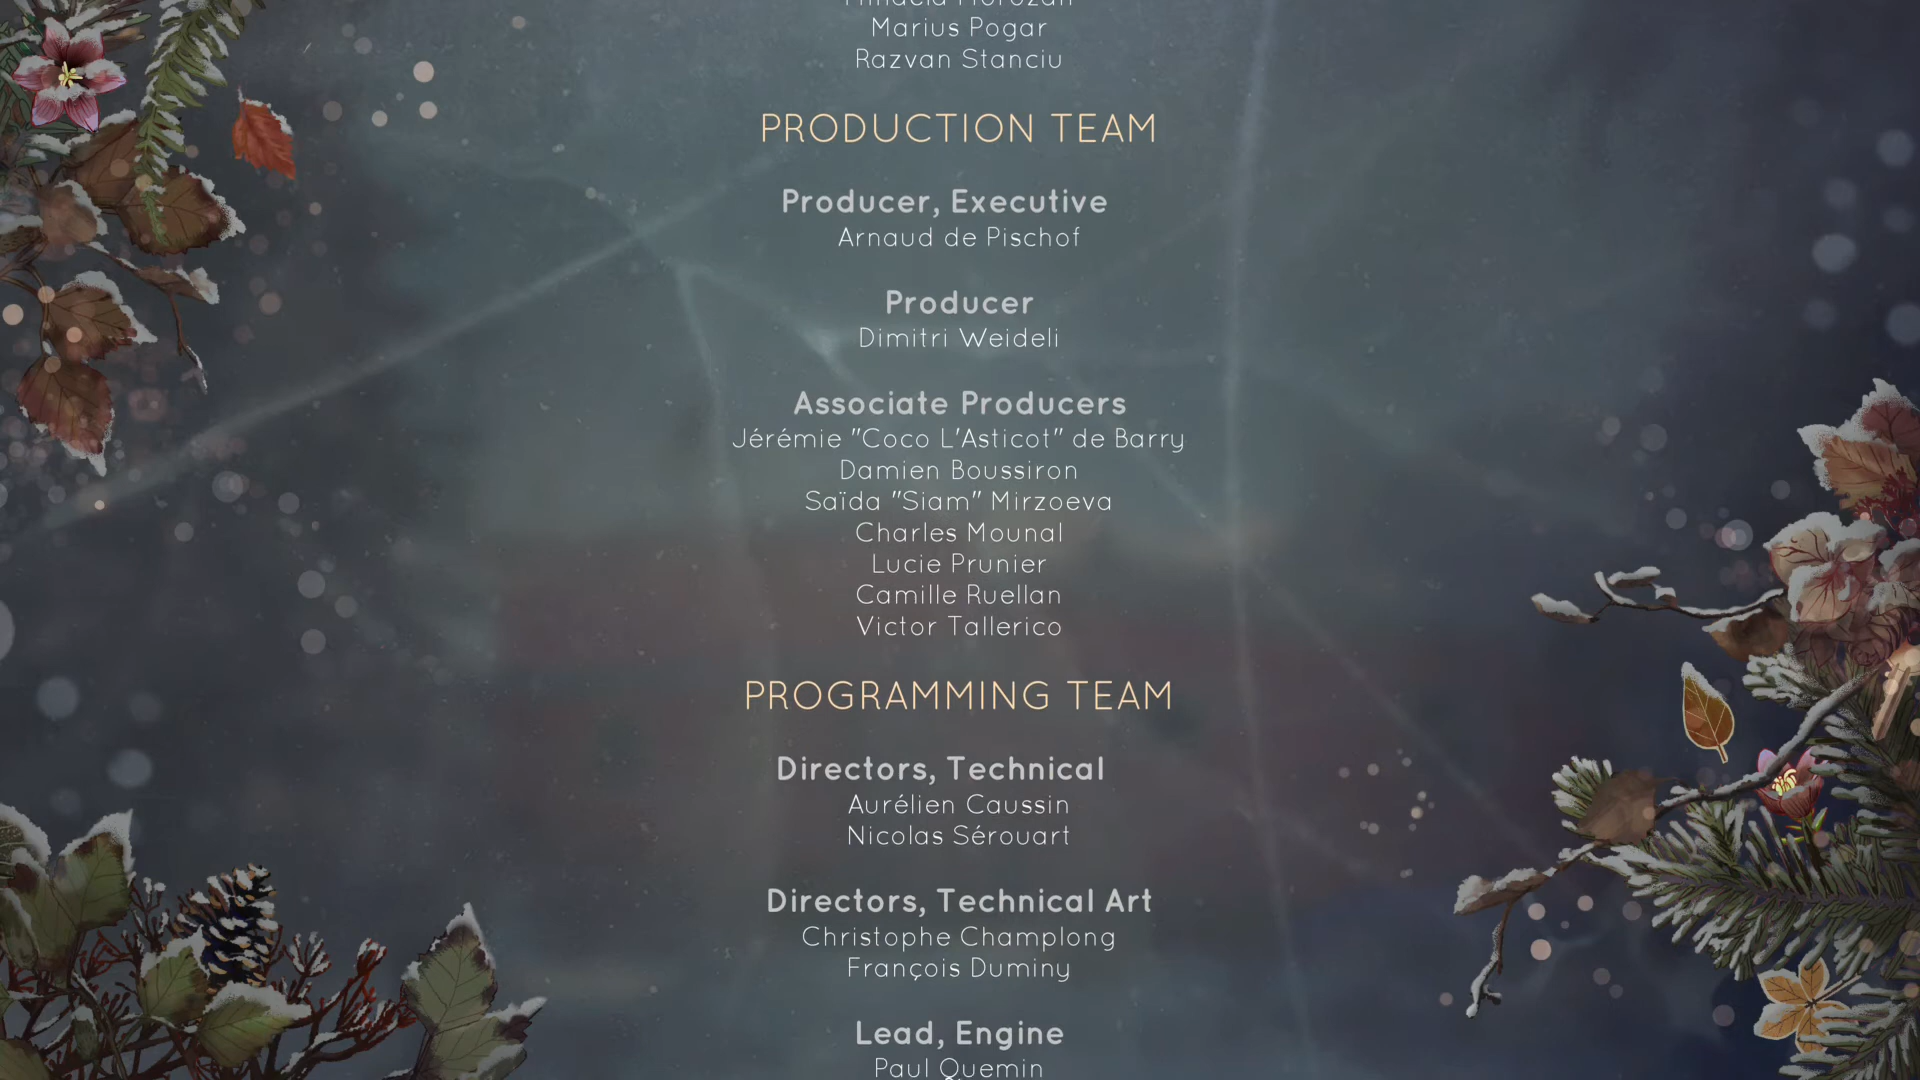 Marius Pogar
Razvan Stanciu
PRODUCTION TEAM
Producer, Executive
Arnaud de Pischof
Producer
Dimitri Weideli
Associate Producers
Jérémie "Coco L'Asticot" de Barry
Damien Boussiron
Saïda "Siam" Mirzoeva
Charles Mounal
Lucie Prunier
Camille Ruellan
Victor Tallerico
PROGRAMMING TEAM
Directors, Technical
Aurélien Caussin
Nicolas Sérouart
Directors, Technical Art
Christophe Champlong
François Duminy
Lead, Engine
Paul Quemin